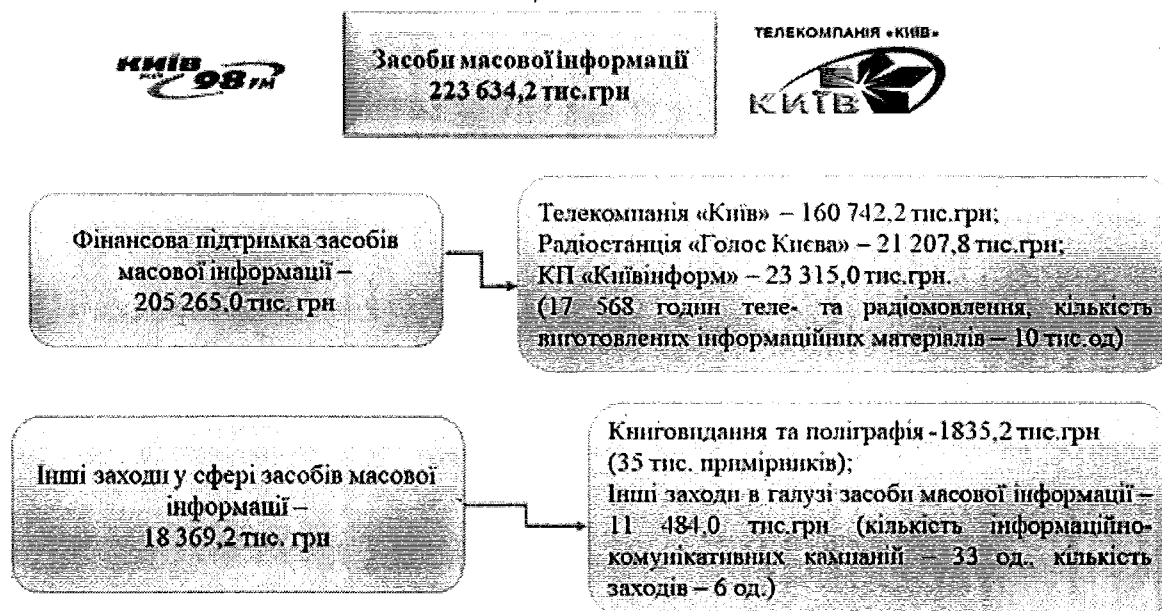 КИЇВ
98 FM
Засоби масової інформації
223 634,2 тис.грн
ТЕЛЕКОМПАНІЯ «КИЇВ»
КИЇВ
Фінансова підтримка засобів
масової інформації –
205 265,0 тис. грн
Телекомпанія «Київ» – 160 742,2 тис.грн;
Радіостанція «Голос Києва» – 21 207,8 тис.грн;
КП «Київінформ» – 23 315,0 тис.грн.
(17 568 годин теле- та радіомовлення, кількість
виготовлених інформаційних матеріалів – 10 тис.од)
Інші заходи у сфері засобів масової
інформації –
18 369,2 тис. грн
Книговидання та поліграфія -1835,2 тис.грн
(35 тис. примірників);
Інші заходи в галузі засоби масової інформації –
11 484,0 тис.грн (кількість інформаційно-
комунікативних кампаній – 33 од., кількість
заходів – 6 од.)